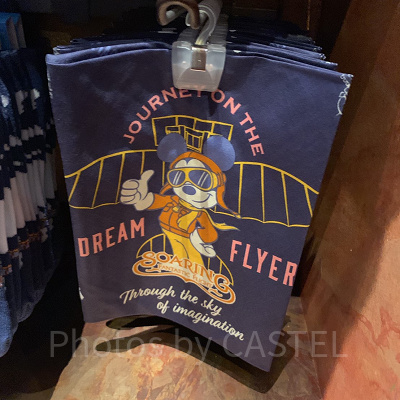 JOURNEY ON THE
DREAM FLYER
SOARING
Through the sky
of imagination
Photos by CASTEL